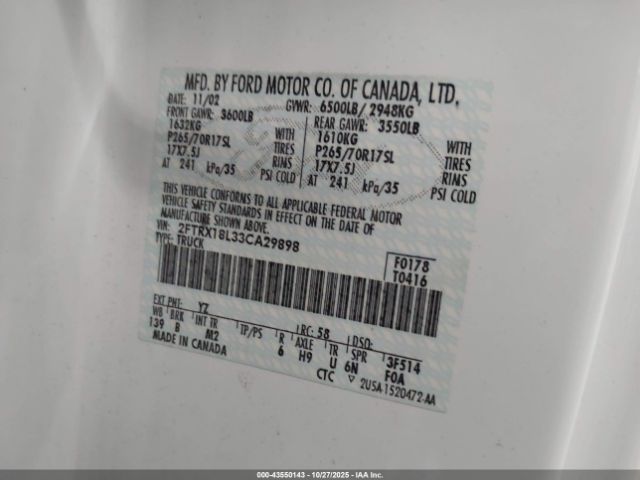 MFD. BY FORD MOTOR CO. OF CANADA, LTD.
DATE: 11/02 GVWR: 6500LB/ 2948KG
FRONT GAWR: 3600LB REAR GAWR: 3550LB
1632KG WITH 1610KG WITH
P265/70R17SL TIRES P265/70R17SL TIRES
17X7.5J RIMS 17X7.5J RIMS
AT 241 kPa/35 PSI COLD AT 241 kPa/35 PSI COLD
THIS VEHICLE CONFORMS TO ALL APPLICABLE FEDERAL MOTOR
VEHICLE SAFETY STANDARDS IN EFFECT ON THE DATE OF
MANUFACTURE SHOWN ABOVE.
VIN: 2FTRX18L33CA29898
TYPE: TRUCK
F0178
T0416
EXT PNT: YZ RC: 58 DSO:
WB BRK INT TR TP/PS R AXLE TR SPR 3F514
139 B M2 6 H9 U 6N F0A
MADE IN CANADA CTC 2U5A-1520472-AA
000-43550143 - 10/27/2025 - IAA Inc.